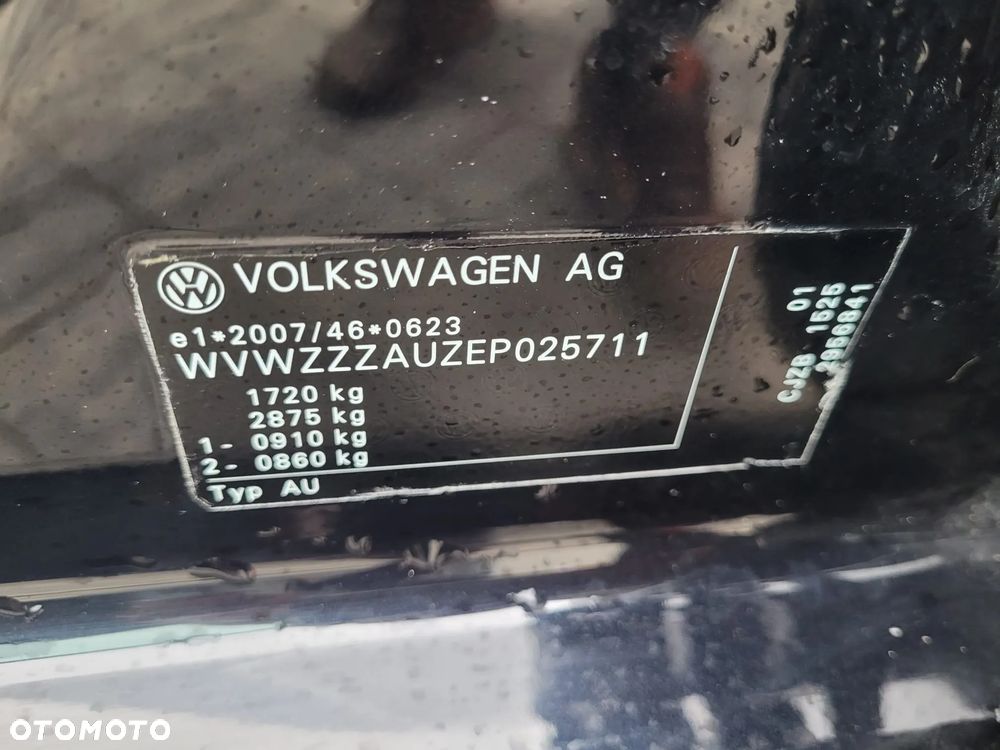 VOLKSWAGEN AG
e1*2007/46*0623
WVWZZZAUZEP025711
1720 kg
2875 kg
1- 0910 kg
2- 0860 kg
Typ AU
01
CJZB 1525
2956841
OTOMOTO